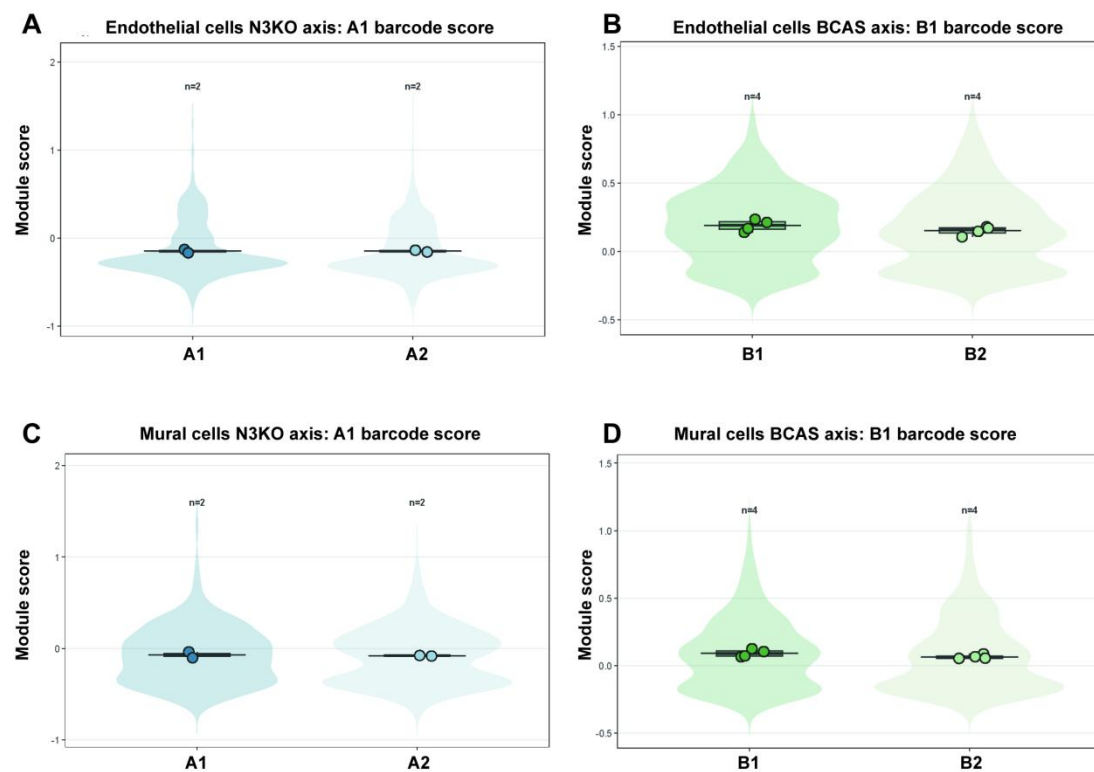 A
Endothelial cells N3KO axis: A1 barcode score
Module score
2
1
0
-1
n=2
n=2
A1
A2
B
Endothelial cells BCAS axis: B1 barcode score
Module score
1.5
1.0
0.5
0.0
-0.5
n=4
n=4
B1
B2
C
Mural cells N3KO axis: A1 barcode score
Module score
2
1
0
-1
n=2
n=2
A1
A2
D
Mural cells BCAS axis: B1 barcode score
Module score
1.5
1.0
0.5
0.0
-0.5
n=4
n=4
B1
B2